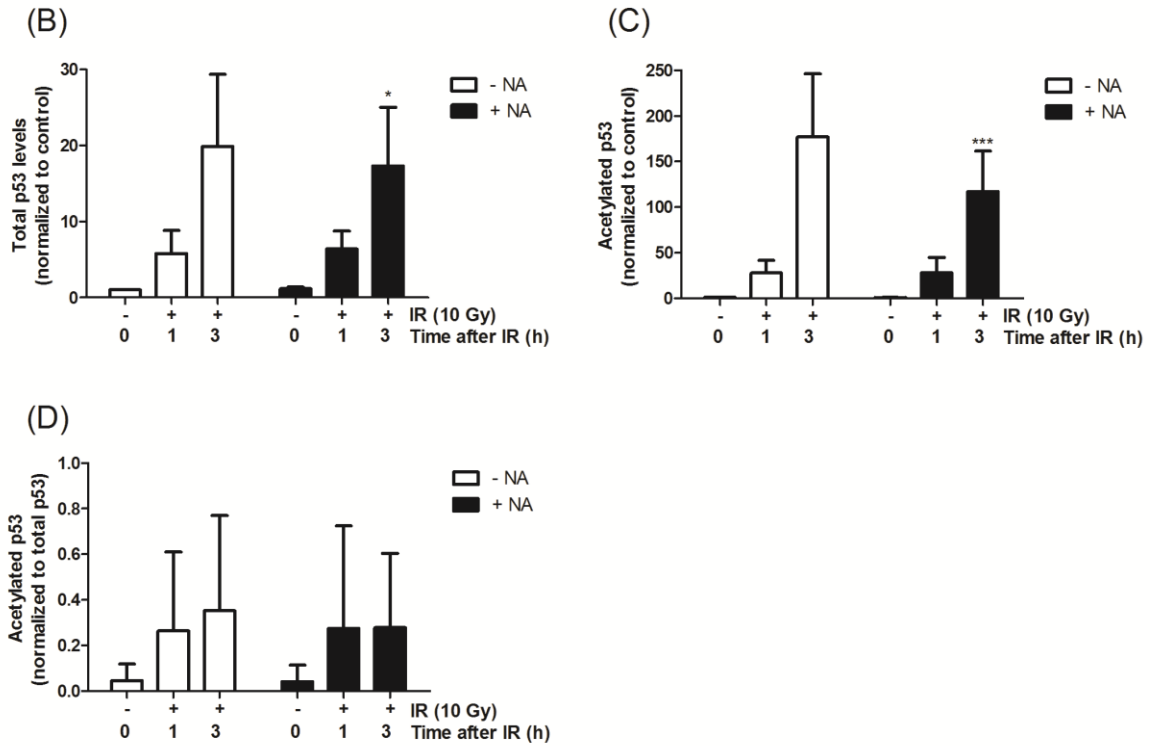 (B)
Total p53 levels
(normalized to control)
30
20
10
0
- NA
+ NA
*
- + + - + + IR (10 Gy)
0 1 3 0 1 3 Time after IR (h)
(C)
Acetylated p53
(normalized to control)
250
200
150
100
50
0
- NA
+ NA
***
- + + - + + IR (10 Gy)
0 1 3 0 1 3 Time after IR (h)
(D)
Acetylated p53
(normalized to total p53)
1.0
0.8
0.6
0.4
0.2
0.0
- NA
+ NA
- + + - + + IR (10 Gy)
0 1 3 0 1 3 Time after IR (h)